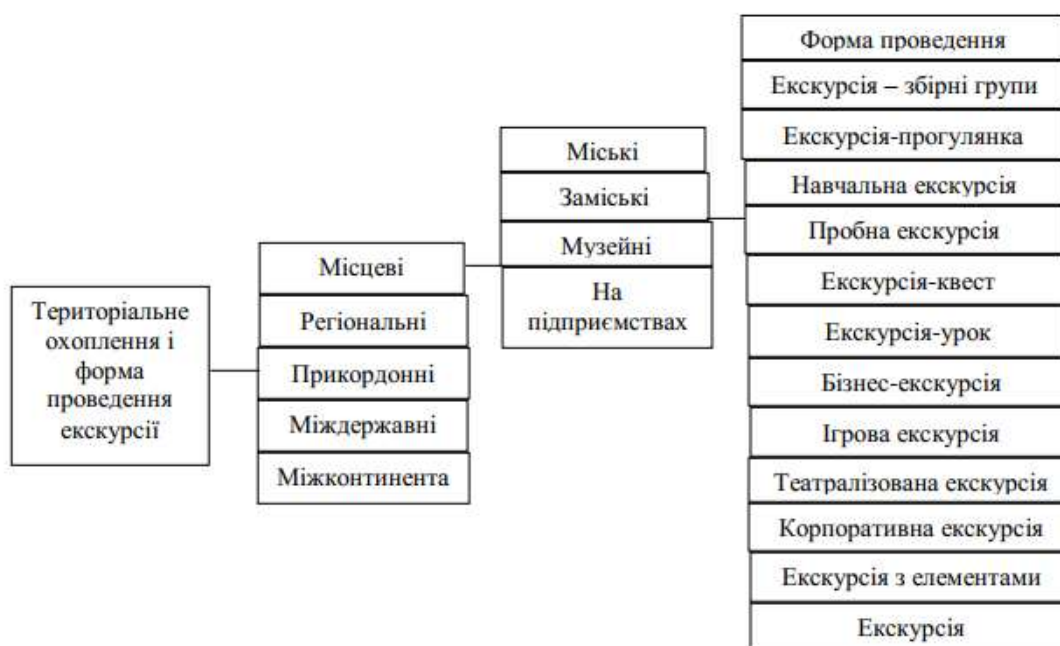 Територіальне
охоплення і
форма
проведення
екскурсії
Місцеві
Регіональні
Прикордонні
Міждержавні
Міжконтинента
Міські
Заміські
Музейні
На
підприємствах
Форма проведення
Екскурсія – збірні групи
Екскурсія-прогулянка
Навчальна екскурсія
Пробна екскурсія
Екскурсія-квест
Екскурсія-урок
Бізнес-екскурсія
Ігрова екскурсія
Театралізована екскурсія
Корпоративна екскурсія
Екскурсія з елементами
Екскурсія